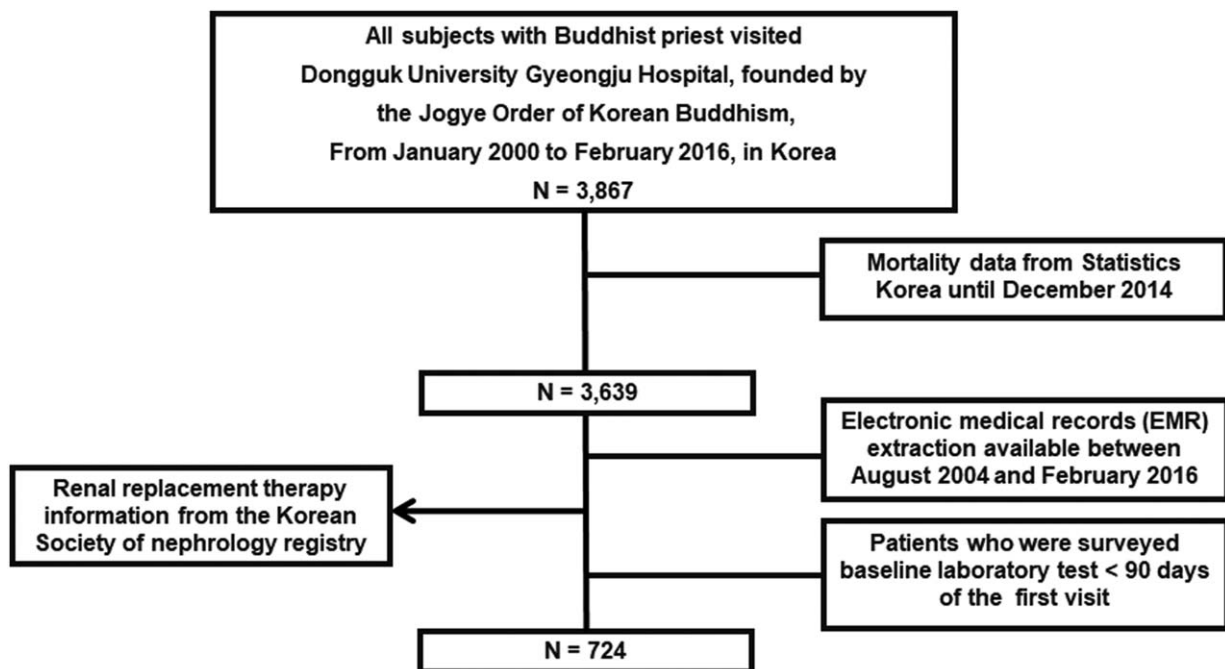 All subjects with Buddhist priest visited
Dongguk University Gyeongju Hospital, founded by
the Jogye Order of Korean Buddhism,
From January 2000 to February 2016, in Korea
N = 3,867
Mortality data from Statistics
Korea until December 2014
N = 3,639
Electronic medical records (EMR)
extraction available between
August 2004 and February 2016
Renal replacement therapy
information from the Korean
Society of nephrology registry
Patients who were surveyed
baseline laboratory test < 90 days
of the first visit
N = 724